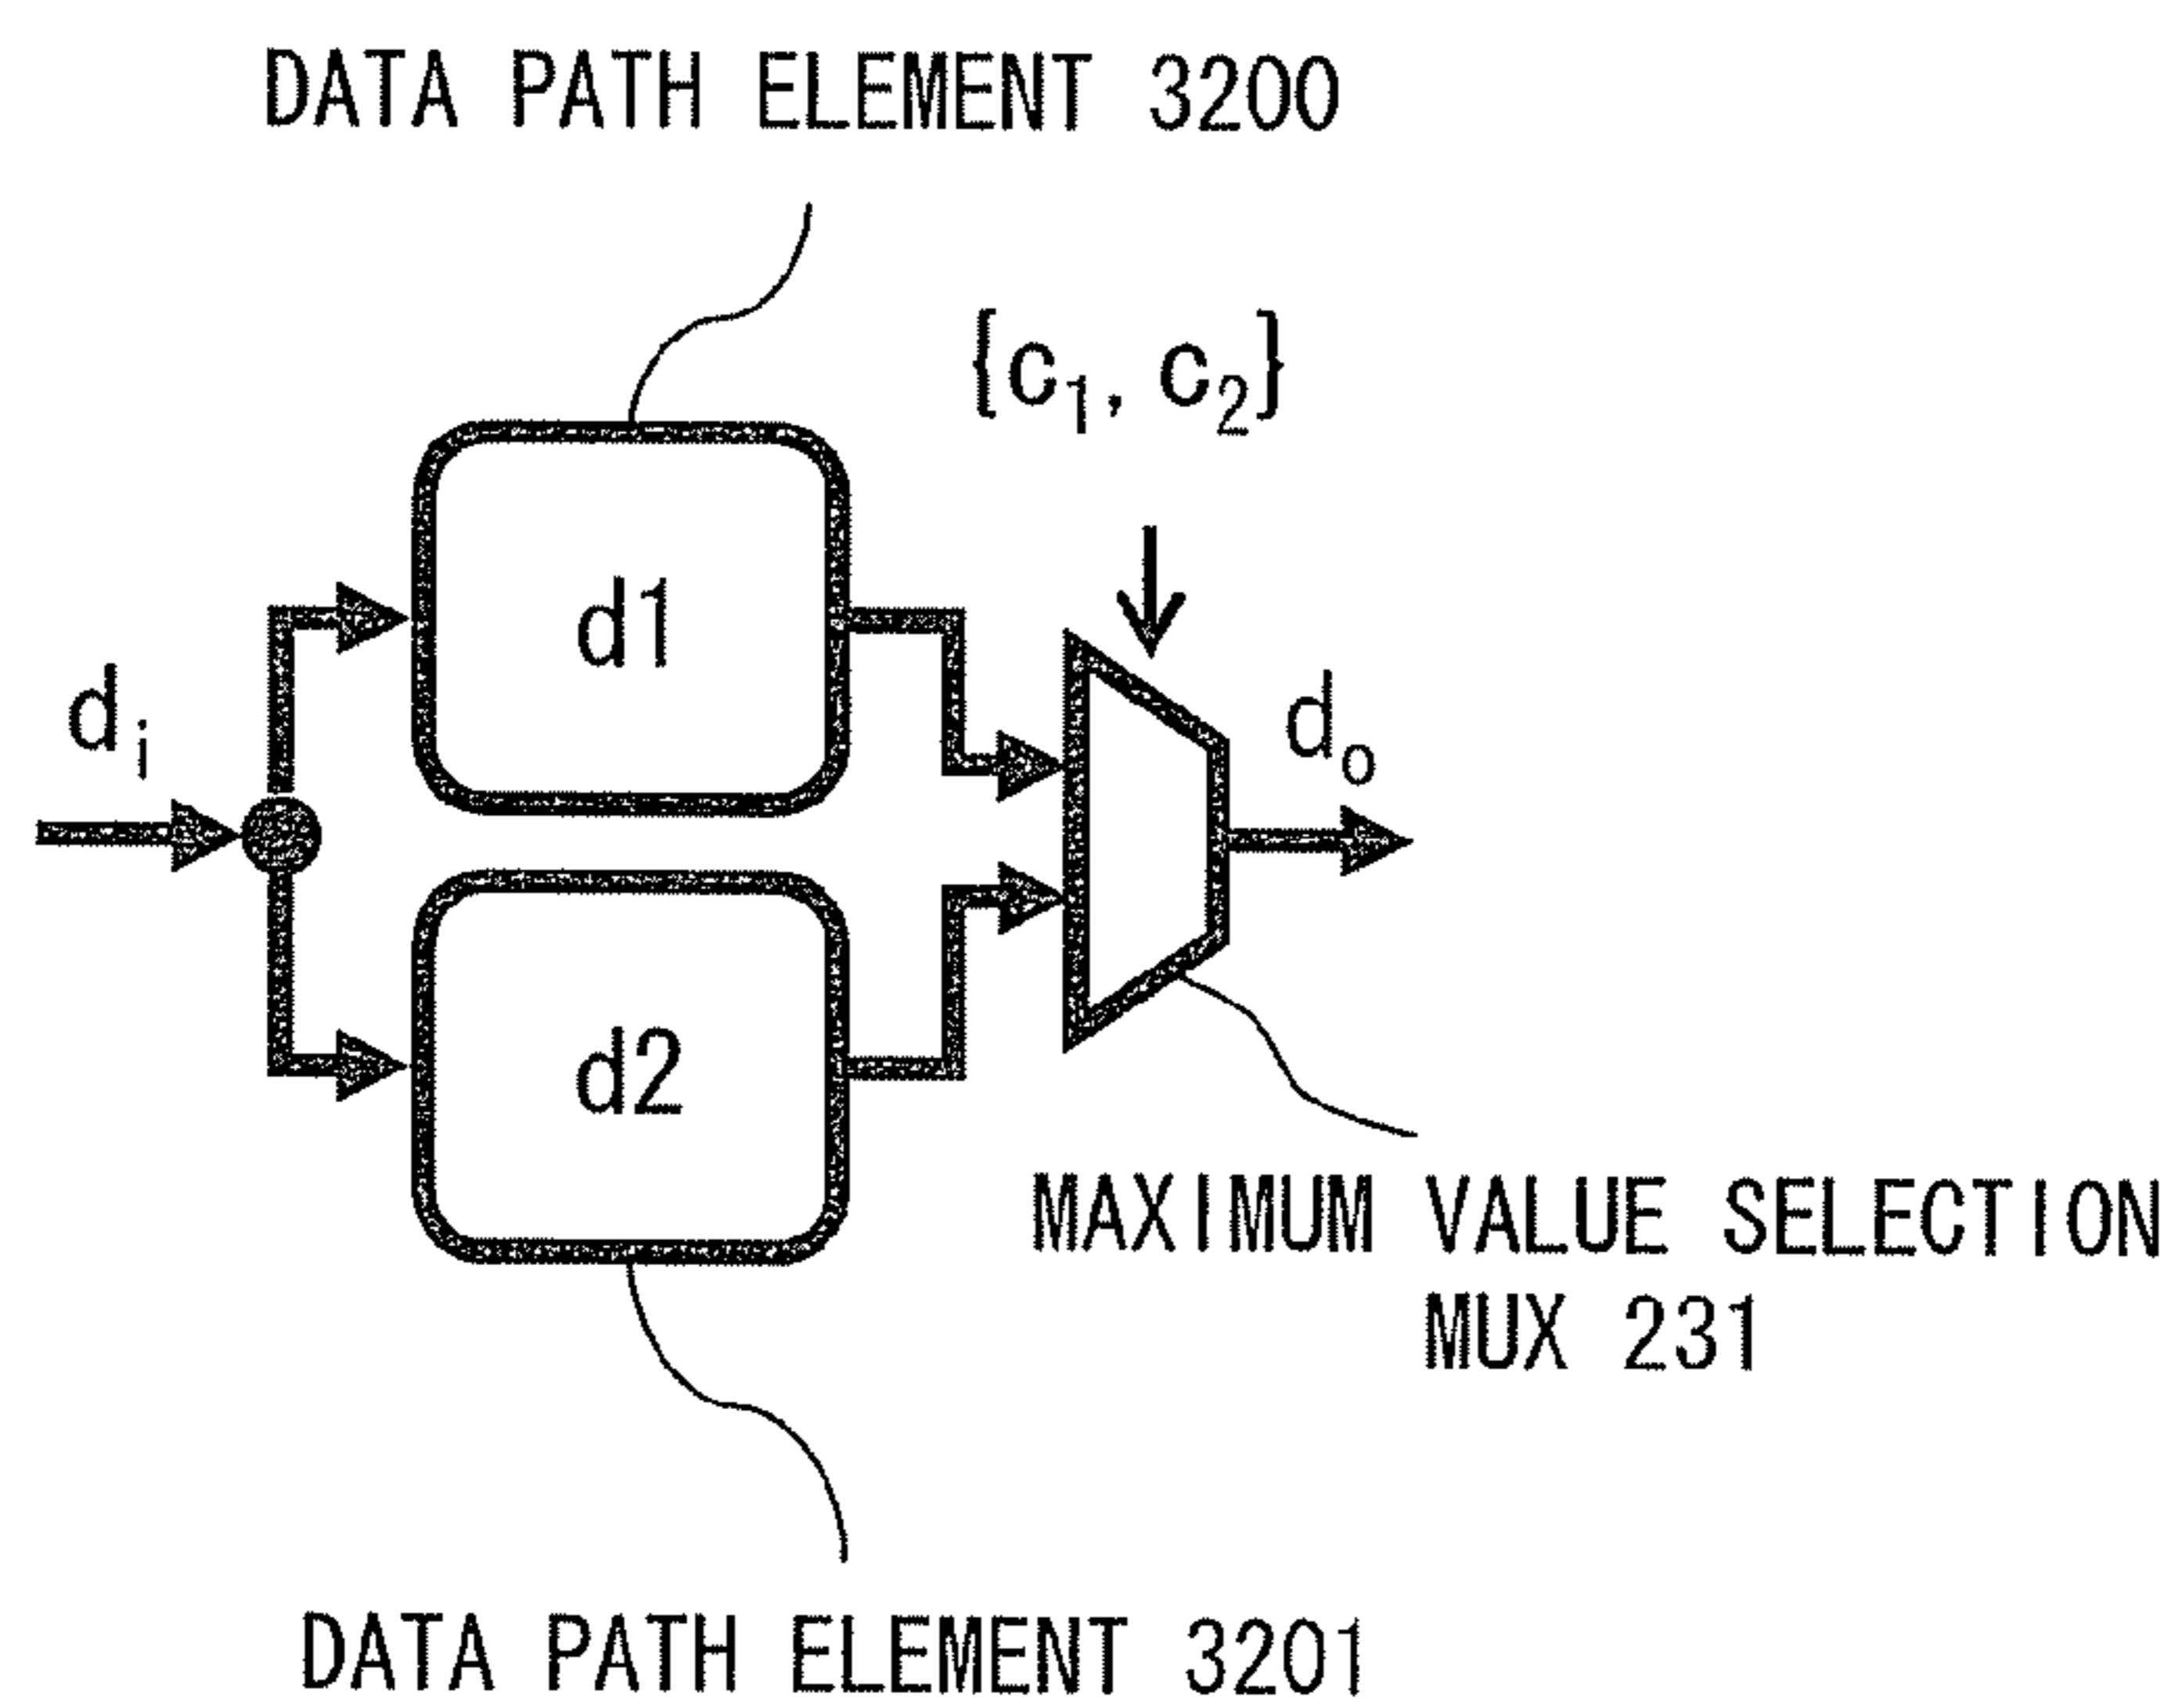 DATA PATH ELEMENT 3200
{c₁, c₂}
d1
dᵢ
dₒ
d2
MAXIMUM VALUE SELECTION
MUX 231
DATA PATH ELEMENT 3201